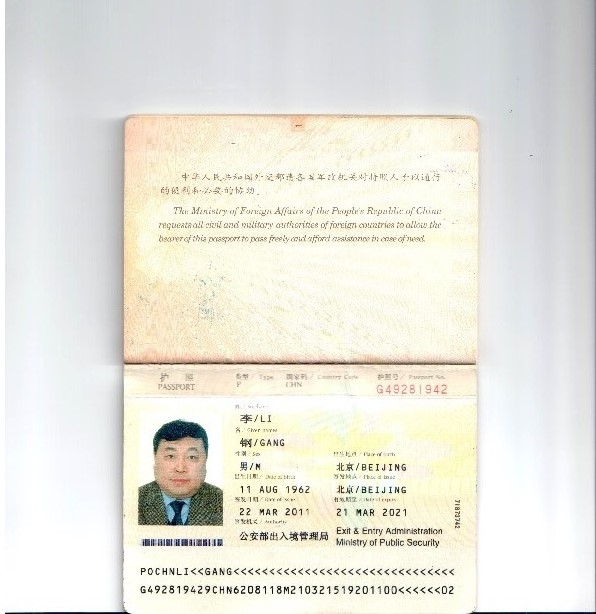 中华人民共和国外交部请各国军政机关对持照人予以通行
的便利和必要的协助。
The Ministry of Foreign Affairs of the People's Republic of China
requests all civil and military authorities of foreign countries to allow the
bearer of this passport to pass freely and afford assistance in case of need.
护 照
PASSPORT
类型 / Type
P
国家码 / Country Code
CHN
护照号 / Passport No.
G49281942
李/LI
名 / Given names
钢/GANG
性别 / Sex
男/M
出生地点 / Place of birth
北京/BEIJING
出生日期 / Date of birth
11 AUG 1962
签发地点 / Place of issue
北京/BEIJING
签发日期 / Date of issue
22 MAR 2011
有效期至 / Date of expiry
21 MAR 2021
签发机关 / Authority
公安部出入境管理局
Exit & Entry Administration
Ministry of Public Security
POCHNLI<<GANG<<<<<<<<<<<<<<<<<<<<<<<<<<<<<<<
G492819429CHN6208118M210321519201100<<<<<<02